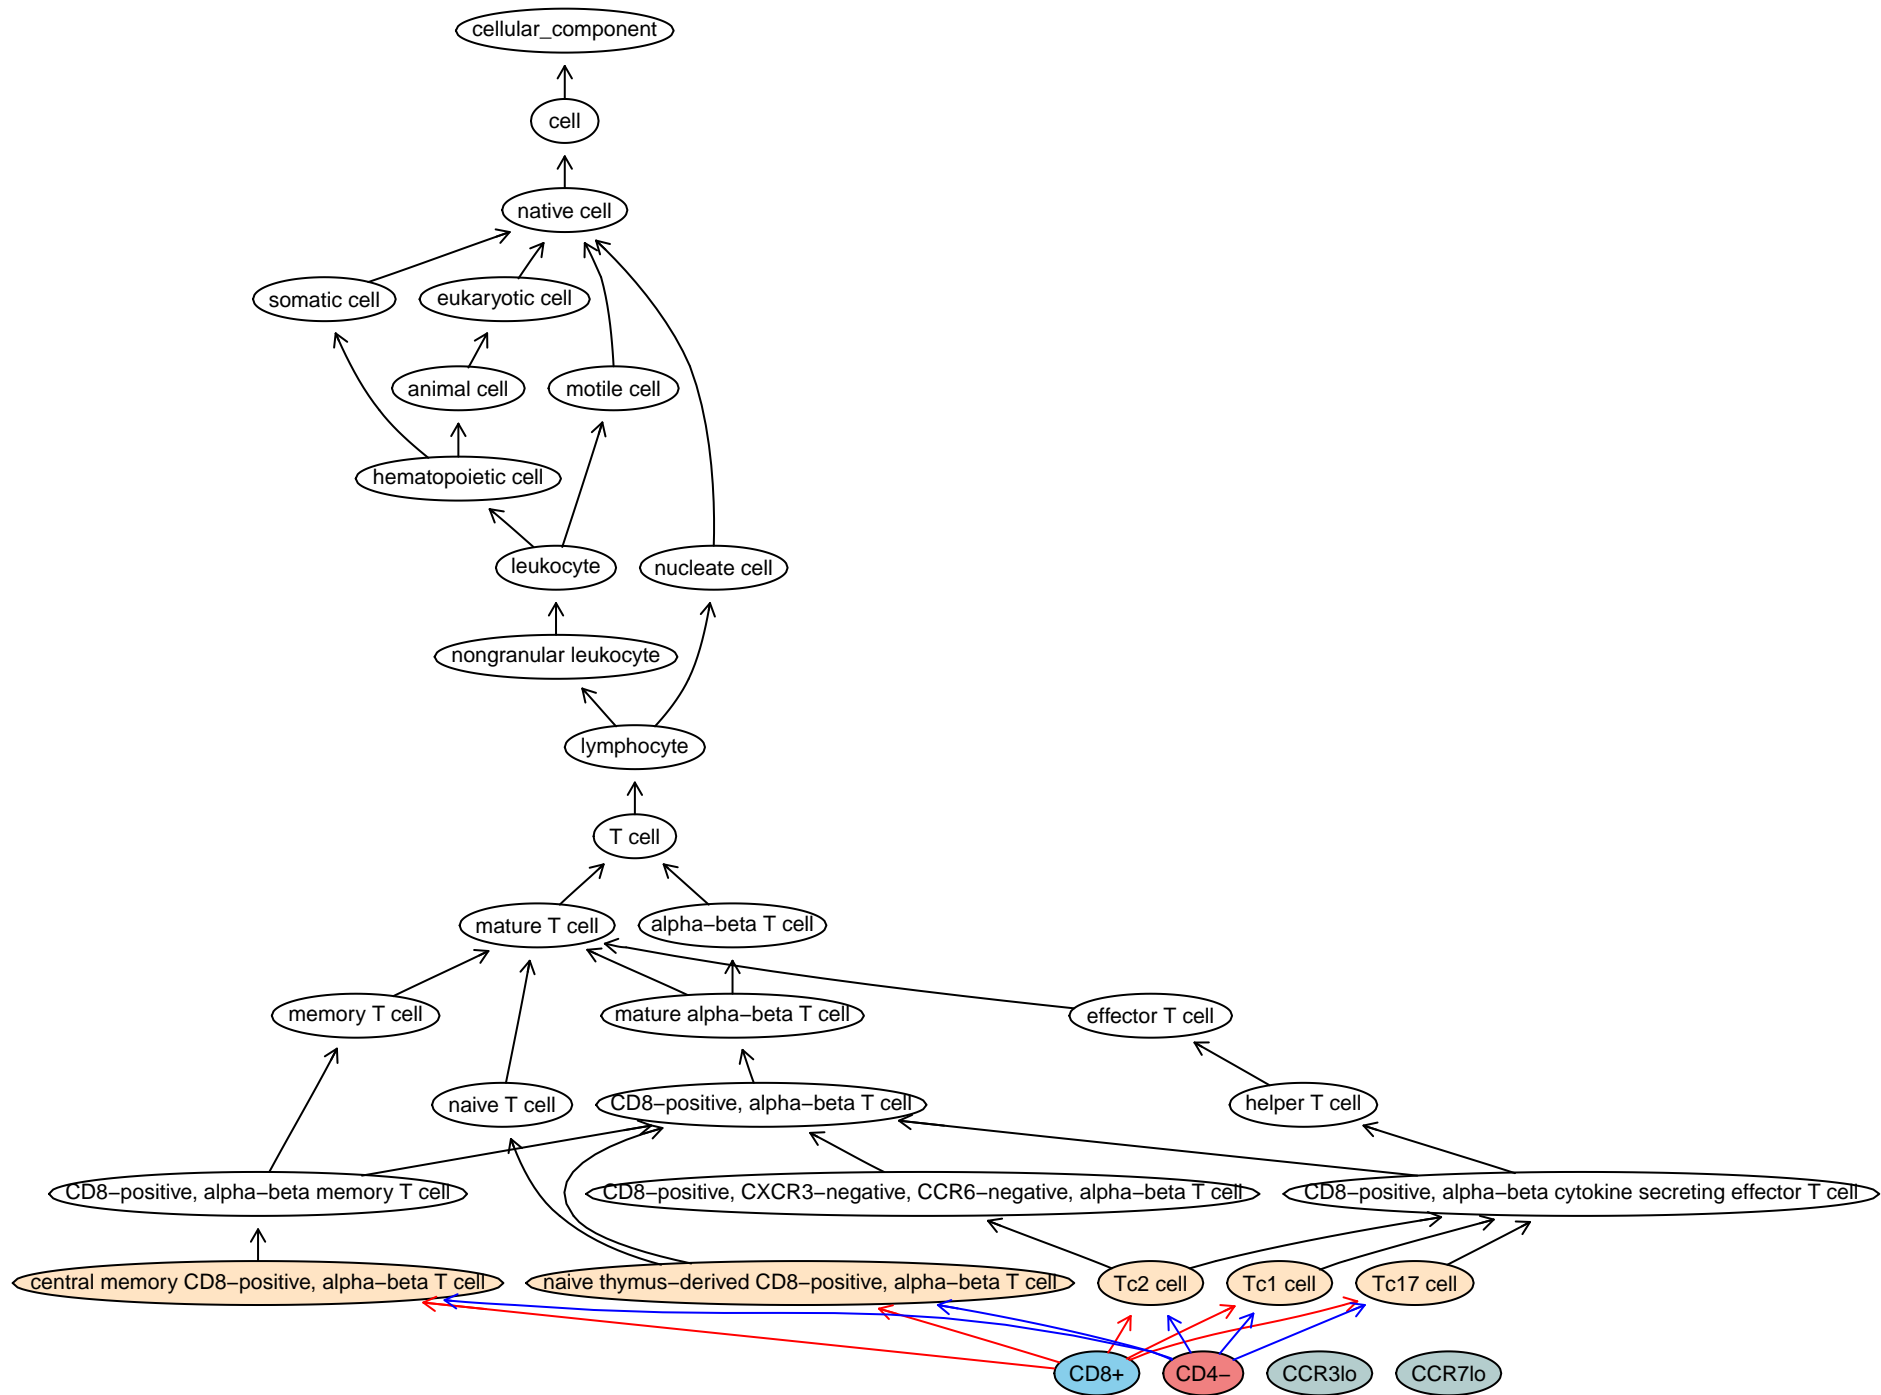 cellular_component
cell
native cell
somatic cell
eukaryotic cell
animal cell
motile cell
hematopoietic cell
leukocyte
nucleate cell
nongranular leukocyte
lymphocyte
T cell
mature T cell
alpha−beta T cell
memory T cell
mature alpha−beta T cell
effector T cell
naive T cell
CD8−positive, alpha−beta T cell
helper T cell
CD8−positive, alpha−beta memory T cell
CD8−positive, CXCR3−negative, CCR6−negative, alpha−beta T cell
CD8−positive, alpha−beta cytokine secreting effector T cell
central memory CD8−positive, alpha−beta T cell
naive thymus−derived CD8−positive, alpha−beta T cell
Tc2 cell
Tc1 cell
Tc17 cell
CD8+
CD4−
CCR3lo
CCR7lo